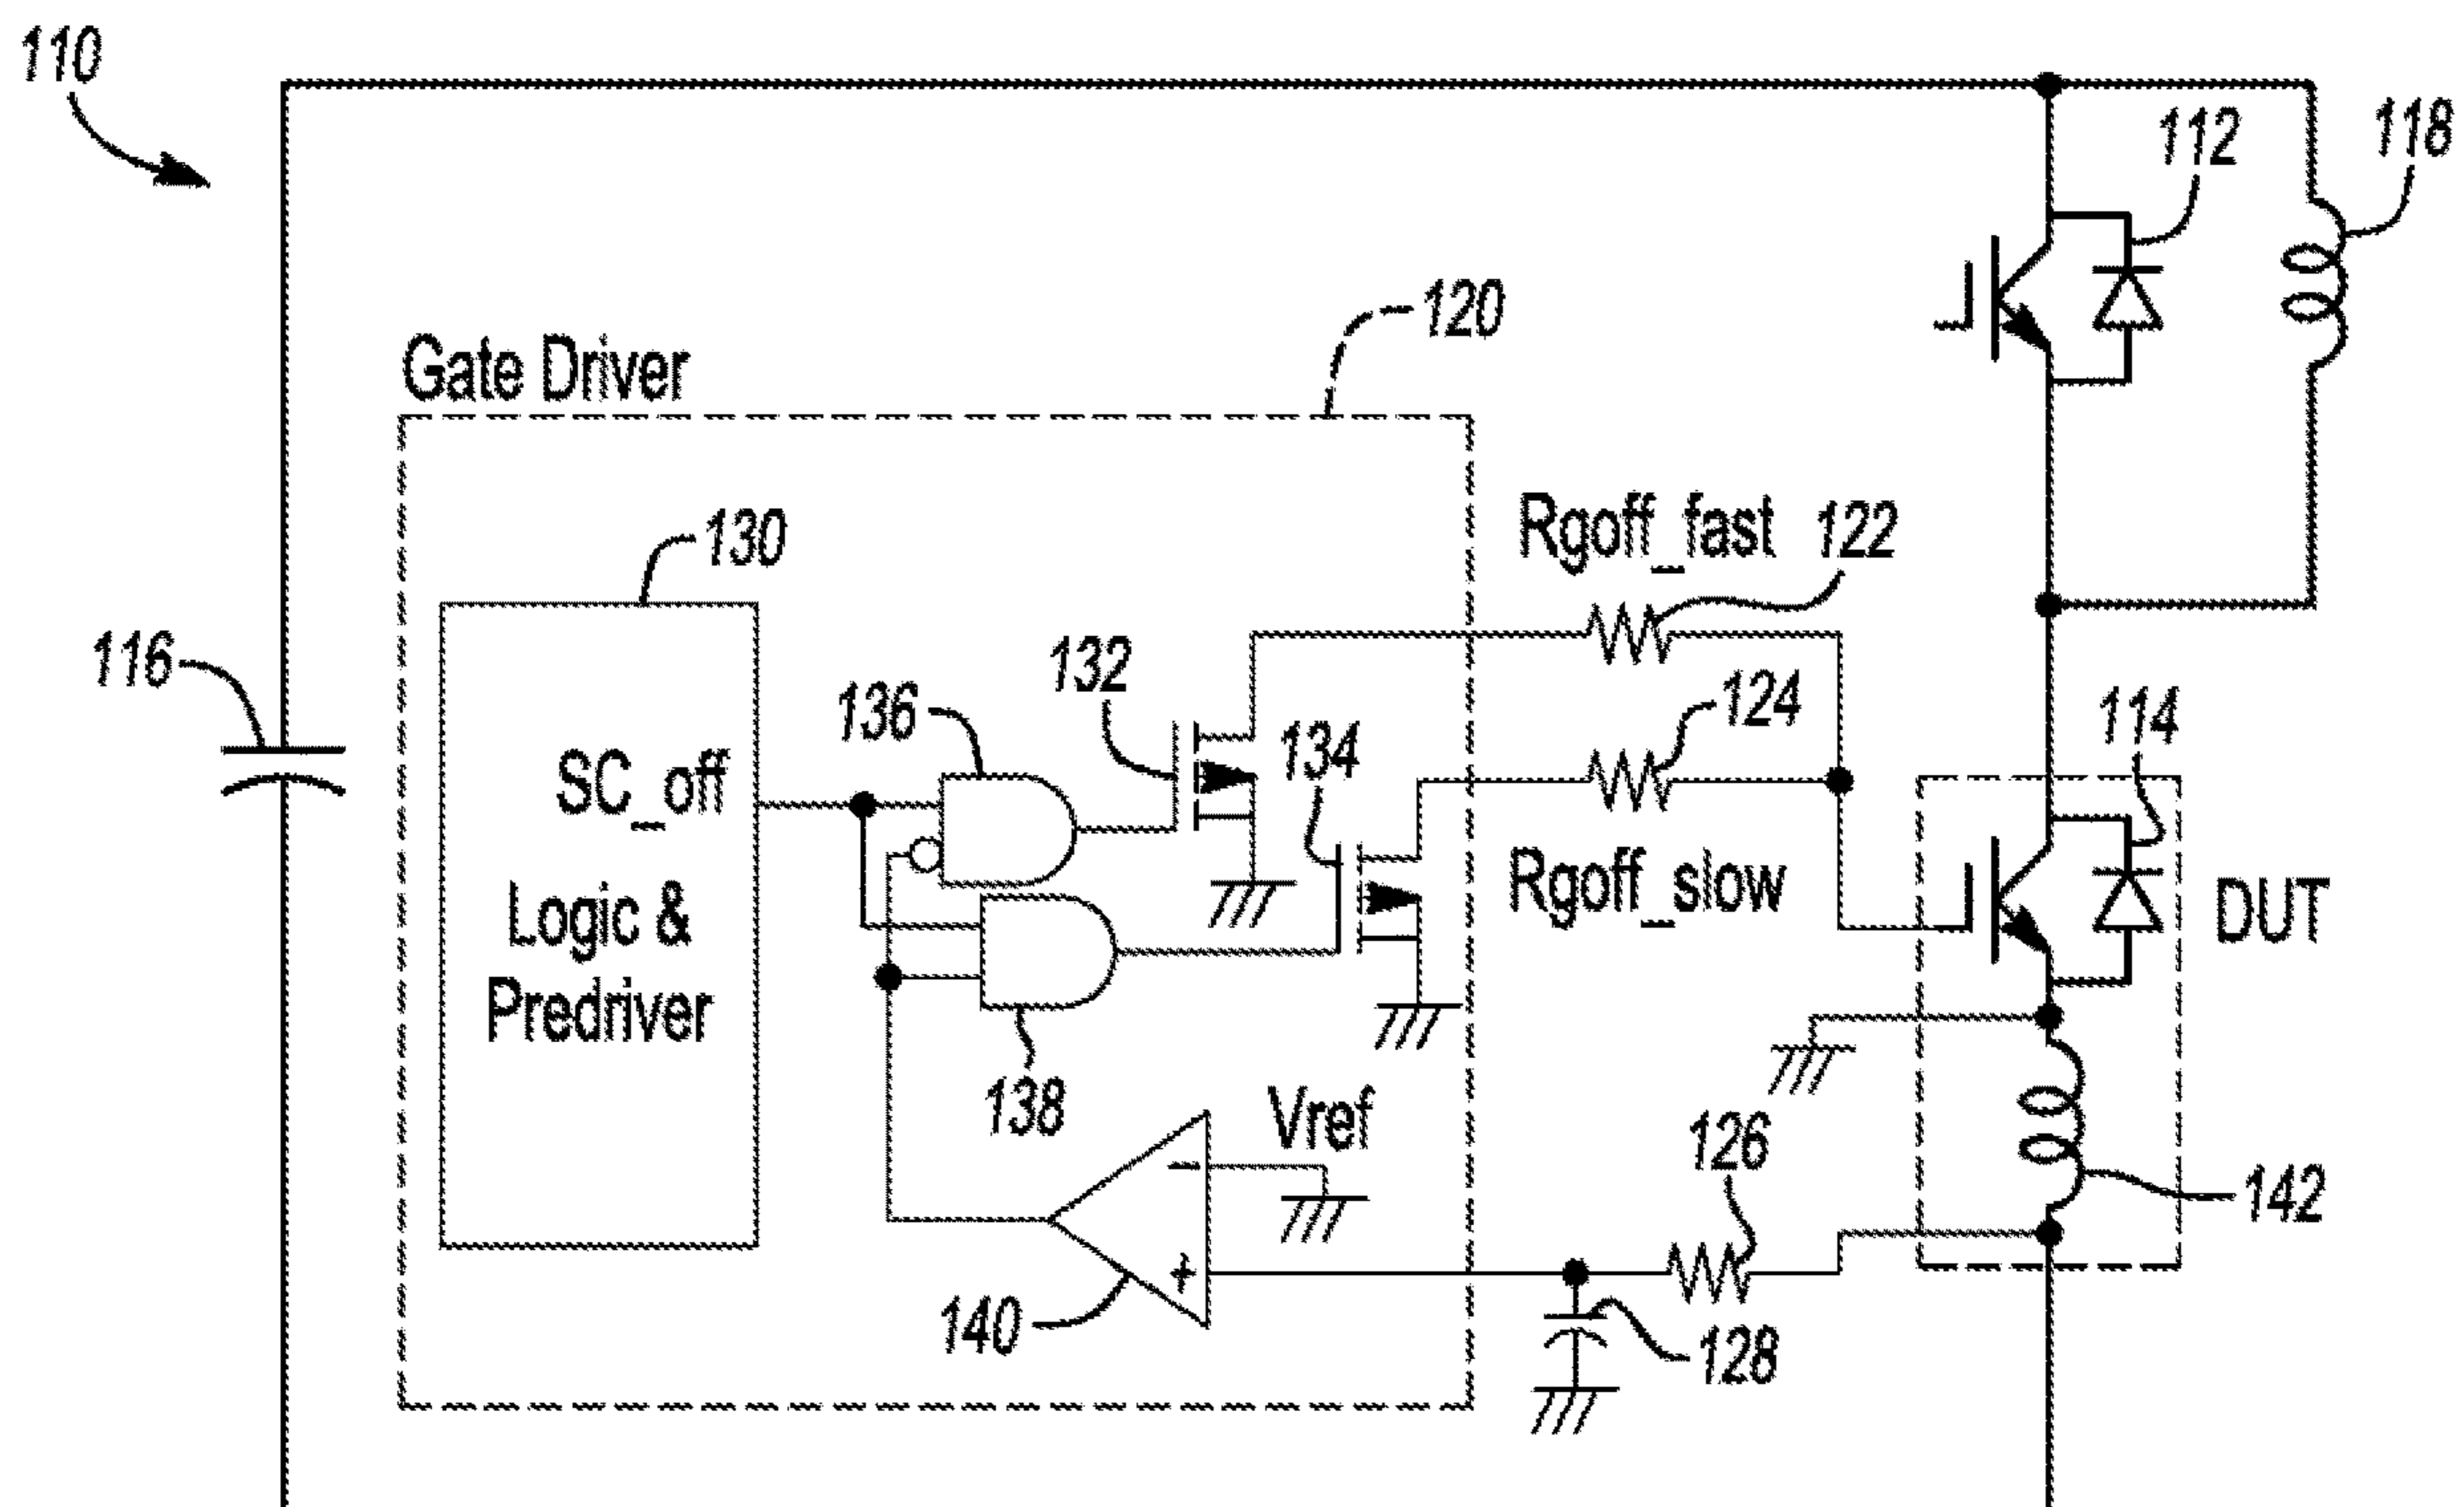 110
112
118
120
Gate Driver
130
Rgoff_fast 122
116
132
124
136
134
114
SC_off
Rgoff_slow
DUT
Logic &
Predriver
138
Vref
126
142
-
+
140
128